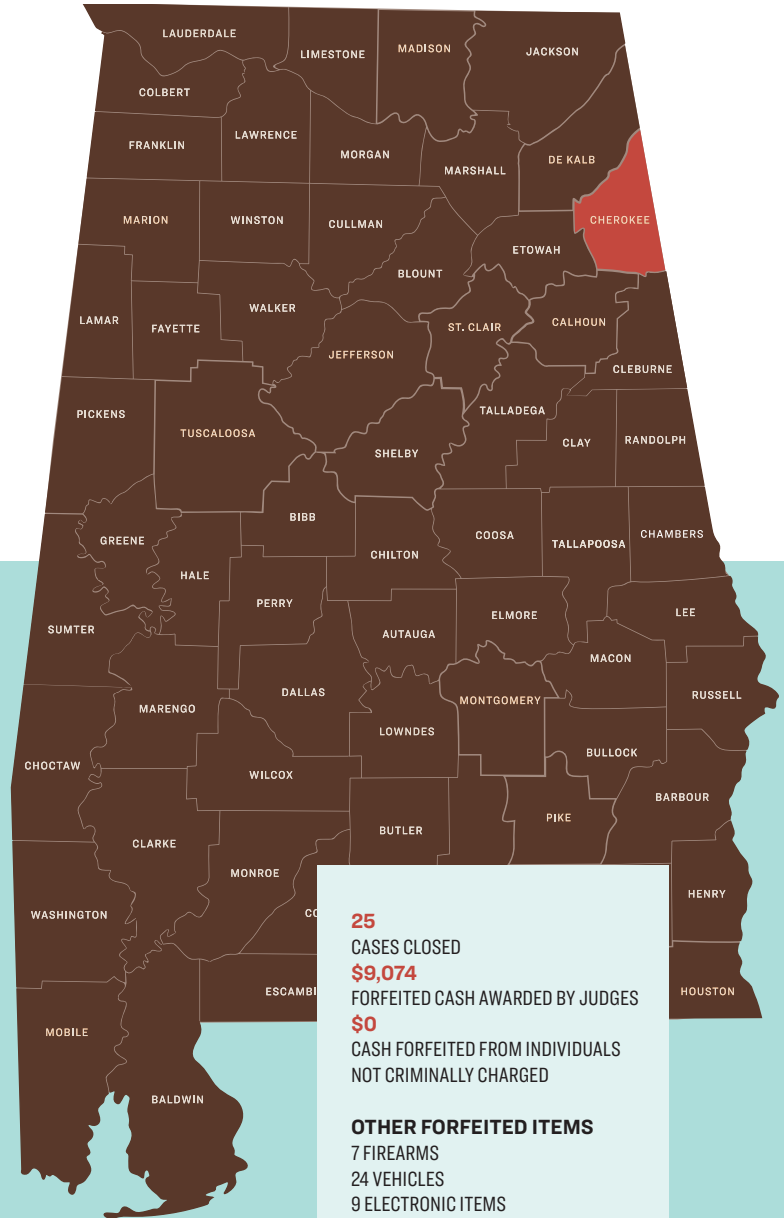 LAUDERDALE
LIMESTONE
MADISON
JACKSON
COLBERT
LAWRENCE
FRANKLIN
MORGAN
MARSHALL
DE KALB
MARION
WINSTON
CULLMAN
CHEROKEE
ETOWAH
BLOUNT
WALKER
LAMAR
FAYETTE
ST. CLAIR
CALHOUN
JEFFERSON
CLEBURNE
PICKENS
TALLADEGA
TUSCALOOSA
CLAY
RANDOLPH
SHELBY
BIBB
GREENE
COOSA
TALLAPOOSA
CHAMBERS
CHILTON
HALE
PERRY
ELMORE
LEE
SUMTER
AUTAUGA
MACON
DALLAS
MONTGOMERY
RUSSELL
MARENGO
LOWNDES
BULLOCK
CHOCTAW
WILCOX
BARBOUR
PIKE
BUTLER
CLARKE
MONROE
HENRY
WASHINGTON
CO
ESCAMBI
HOUSTON
MOBILE
BALDWIN
25
CASES CLOSED
$9,074
FORFEITED CASH AWARDED BY JUDGES
$0
CASH FORFEITED FROM INDIVIDUALS
NOT CRIMINALLY CHARGED
OTHER FORFEITED ITEMS
7 FIREARMS
24 VEHICLES
9 ELECTRONIC ITEMS